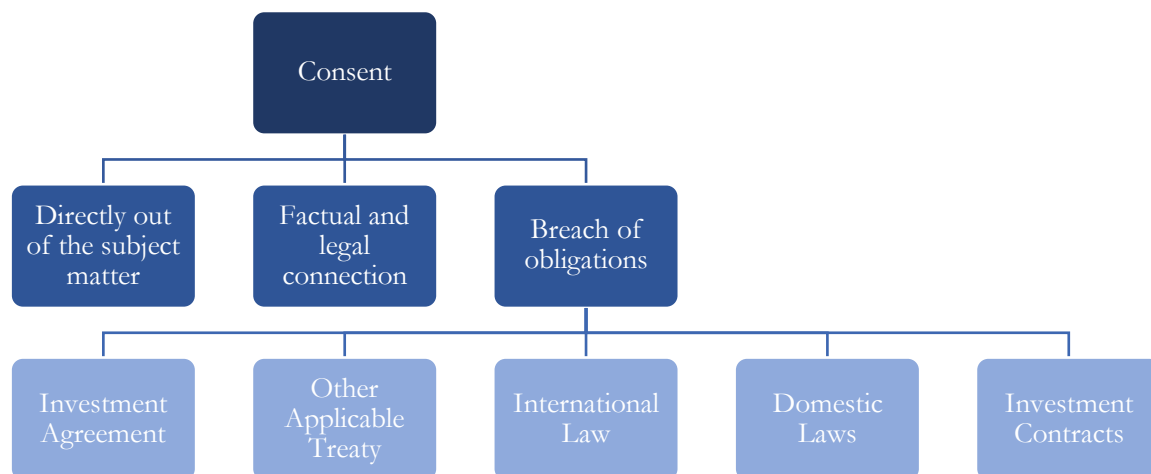 Consent
Directly out
of the subject
matter
Factual and
legal
connection
Breach of
obligations
Investment
Agreement
Other
Applicable
Treaty
International
Law
Domestic
Laws
Investment
Contracts